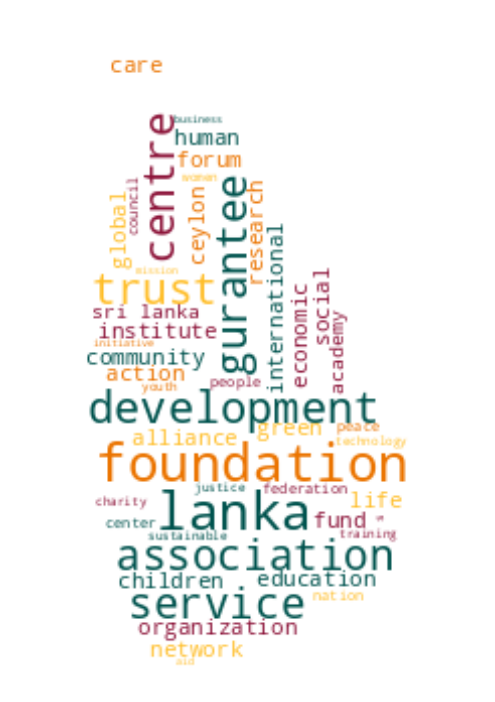 care
business
centre
human
forum
women
council
global
ceylon
gurantee
research
mission
trust
international
social
economic
academy
sri lanka
institute
initiative
community
action
people
youth
development
alliance
green
peace
technology
foundation
justice
federation
charity
life
center
lanka
fund
sustainable
training
association
children
education
service
nation
organization
network
aid